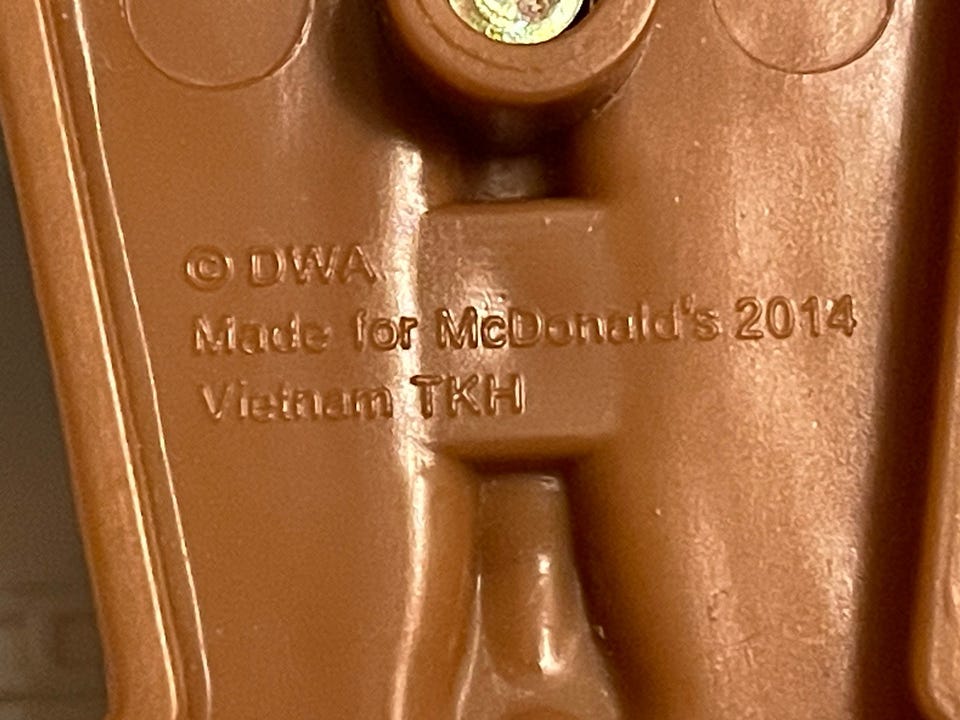 © DWA
Made for McDonald's 2014
Vietnam TKH